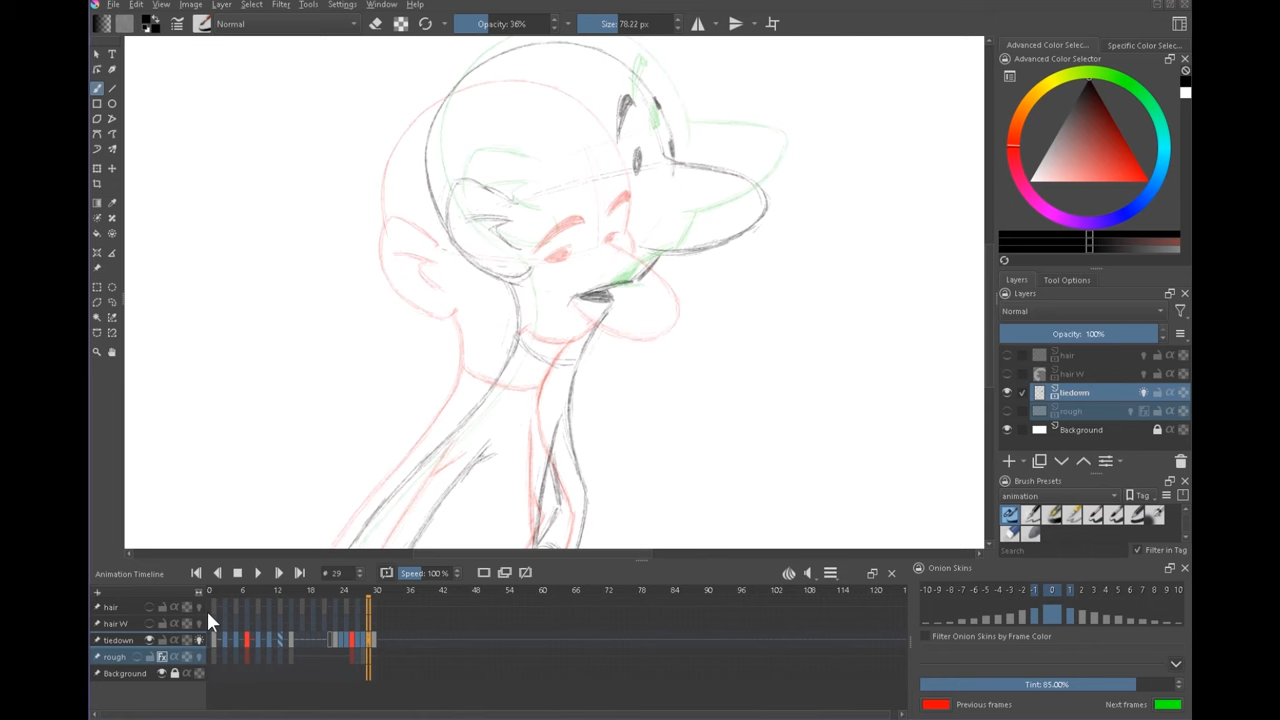 File Edit View Image Layer Select Filter Tools Settings Window Help
Normal Opacity: 36% Size: 78.22 px
Advanced Color Selec... Specific Color Selec...
Advanced Color Selector
Layers Tool Options
Layers
Normal
Opacity: 100%
hair
hair W
tiedown
rough
Background
Brush Presets
animation Tag
Search Filter in Tag
Animation Timeline # 29 Speed: 100 %
0 6 12 18 24 30 36 42 48 54 60 66 72 78 84 90 96 102 108 114 120
hair
hair W
tiedown
rough
Background
Onion Skins
-10 -9 -8 -7 -6 -5 -4 -3 -2 -1 0 1 2 3 4 5 6 7 8 9 10
Filter Onion Skins by Frame Color
Tint: 85.00%
Previous frames Next frames